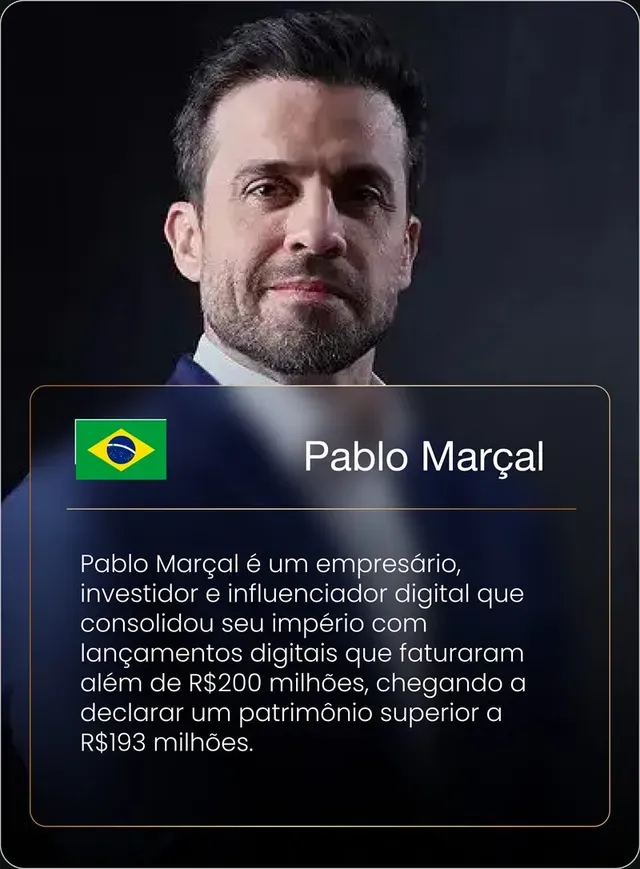 Pablo Marçal
Pablo Marçal é um empresário,
investidor e influenciador digital que
consolidou seu império com
lançamentos digitais que faturaram
além de R$200 milhões, chegando a
declarar um patrimônio superior a
R$193 milhões.